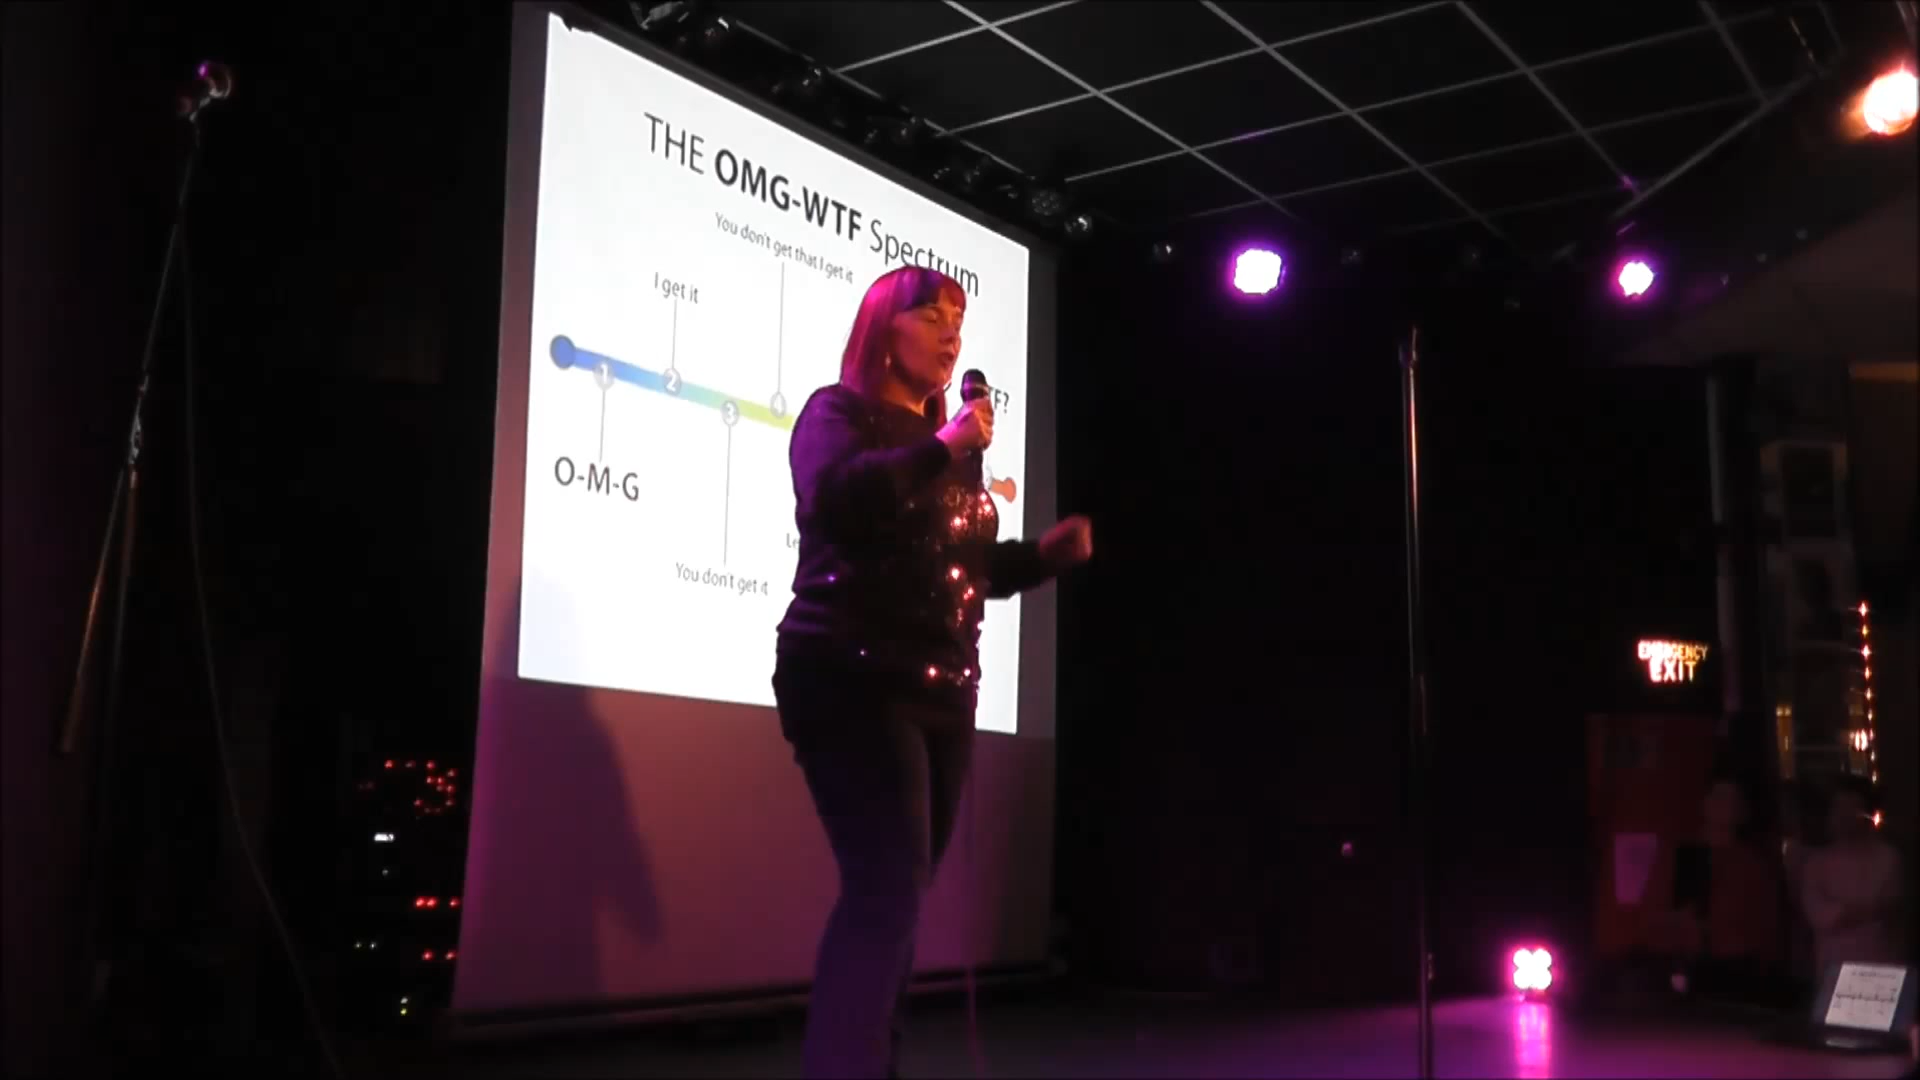 THE OMG-WTF Spectrum
You don't get that I get it
I get it
1
2
3
4
F?
O-M-G
You don't get it
EMERGENCY
EXIT